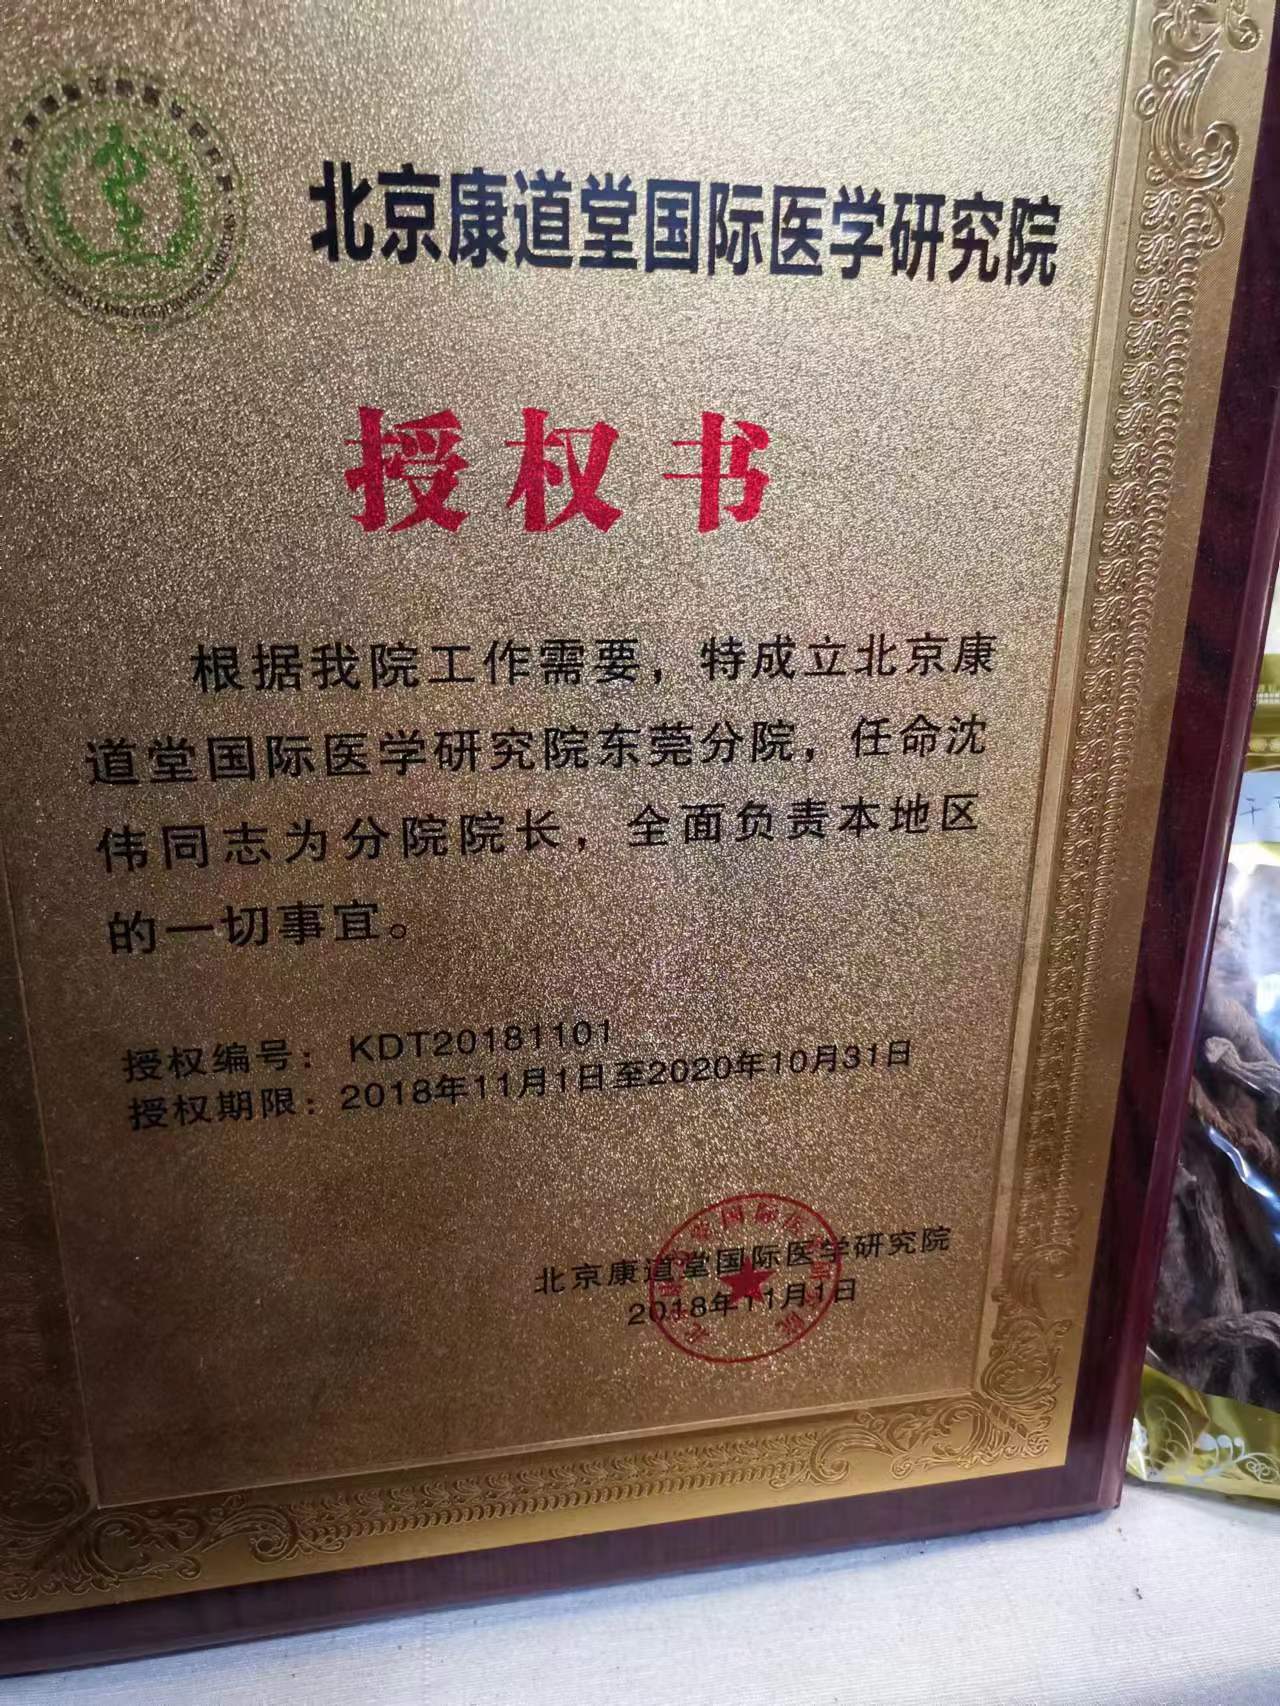 北京康道堂国际医学研究院
授权书
根据我院工作需要，特成立北京康
道堂国际医学研究院东莞分院，任命沈
伟同志为分院院长，全面负责本地区
的一切事宜。
授权编号：KDT20181101
授权期限：2018年11月1日至2020年10月31日
北京康道堂国际医学研究院
2018年11月1日